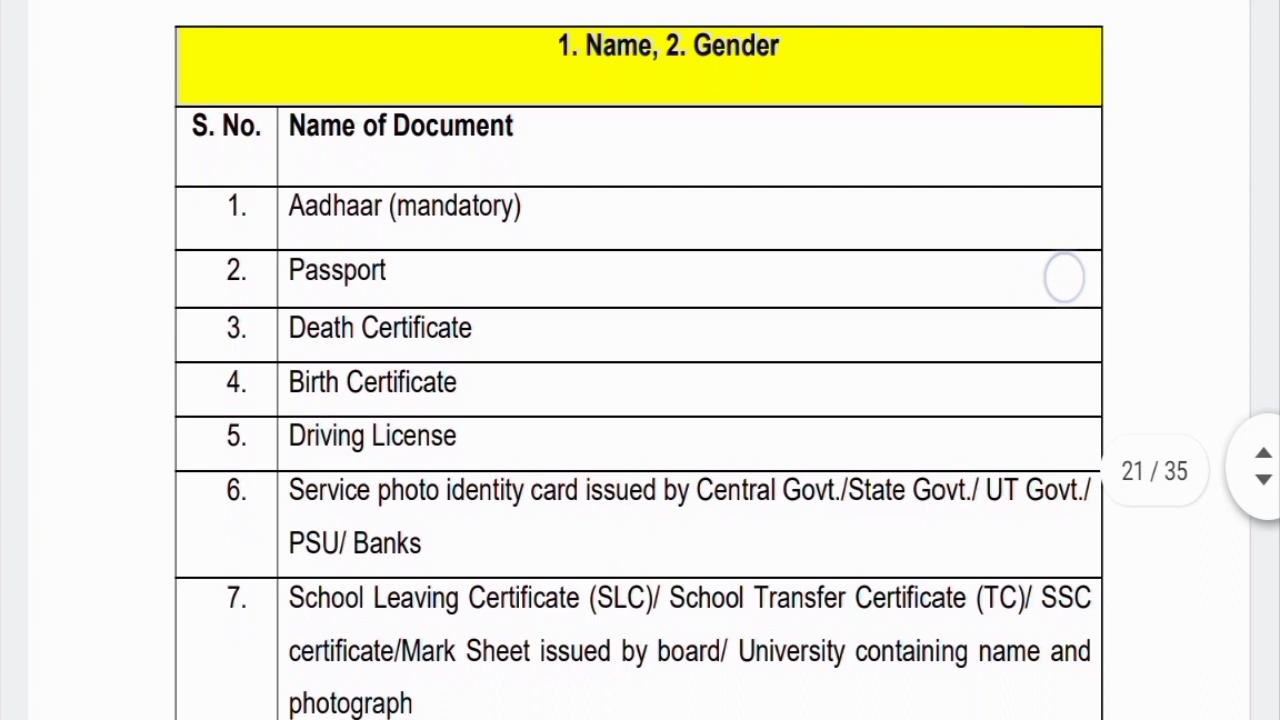 1. Name, 2. Gender
S. No. Name of Document
1. Aadhaar (mandatory)
2. Passport
3. Death Certificate
4. Birth Certificate
5. Driving License
6. Service photo identity card issued by Central Govt./State Govt./ UT Govt./
PSU/ Banks
21 / 35
7. School Leaving Certificate (SLC)/ School Transfer Certificate (TC)/ SSC
certificate/Mark Sheet issued by board/ University containing name and
photograph